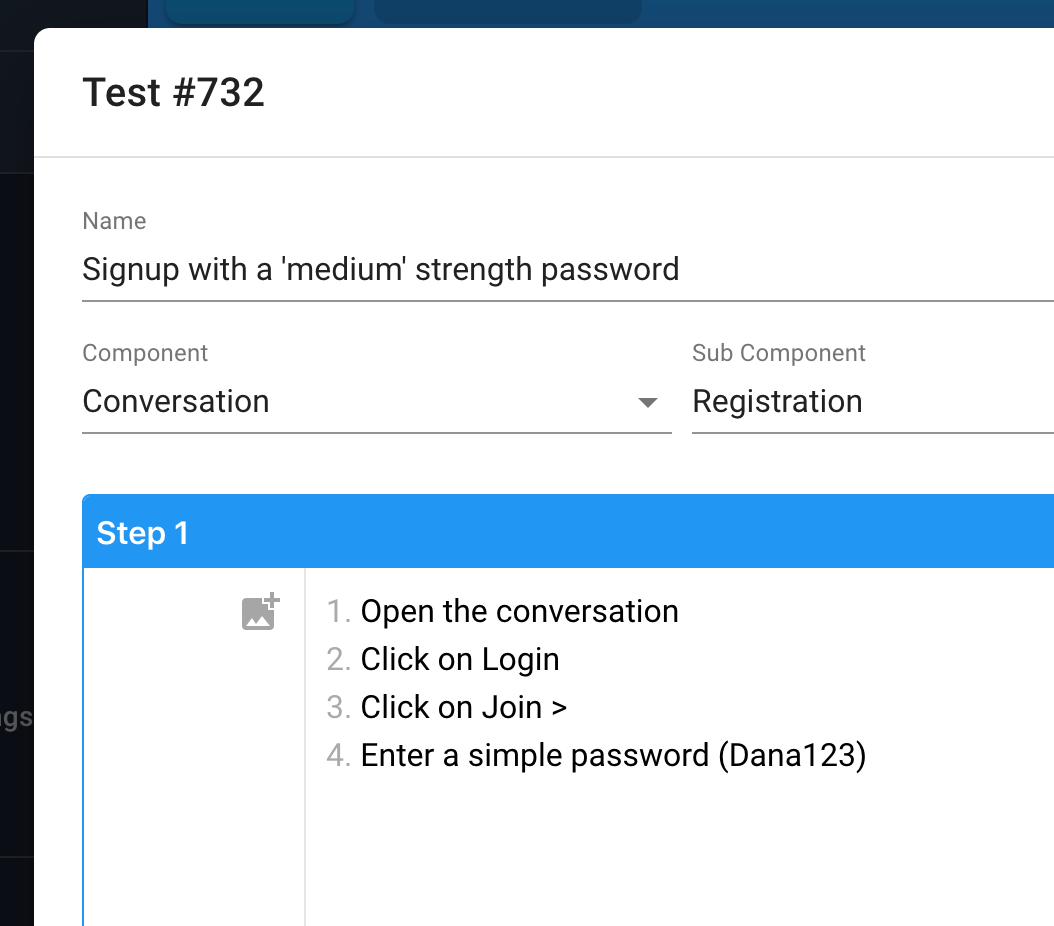 Test #732
Name
Signup with a 'medium' strength password
Component
Sub Component
Conversation
Registration
Step 1
1. Open the conversation
2. Click on Login
3. Click on Join >
4. Enter a simple password (Dana123)